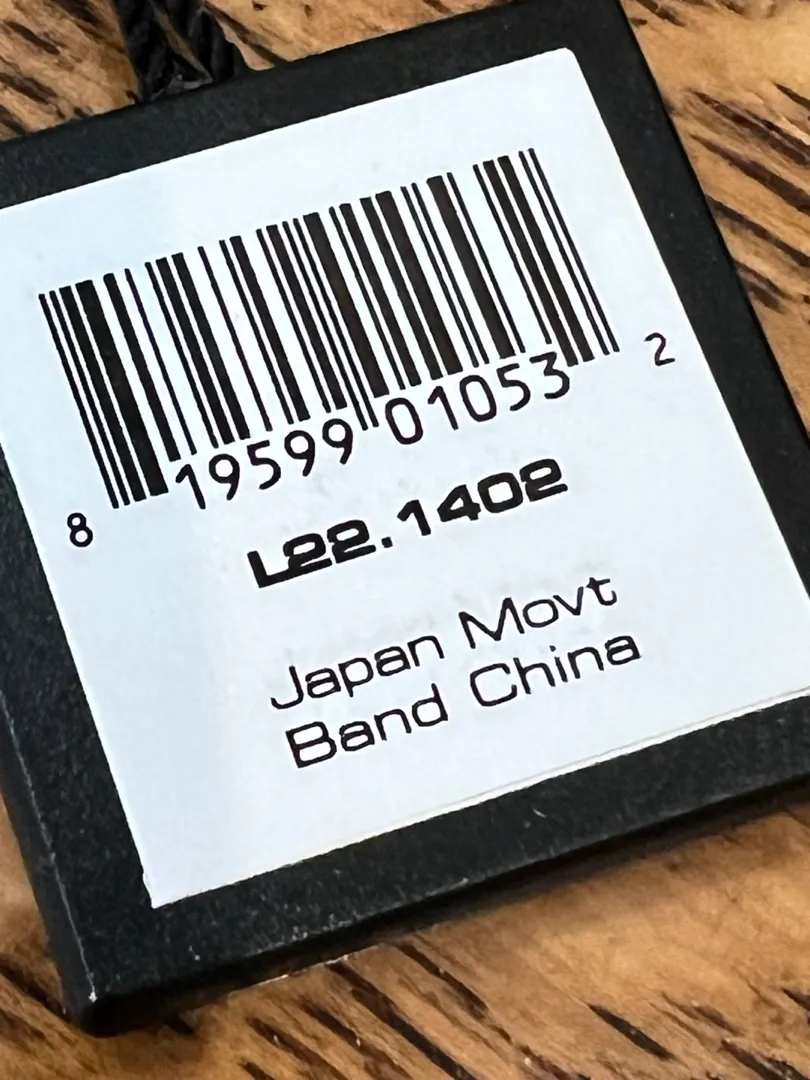 8 19599 01053 2
L22.1402
Japan Movt
Band China